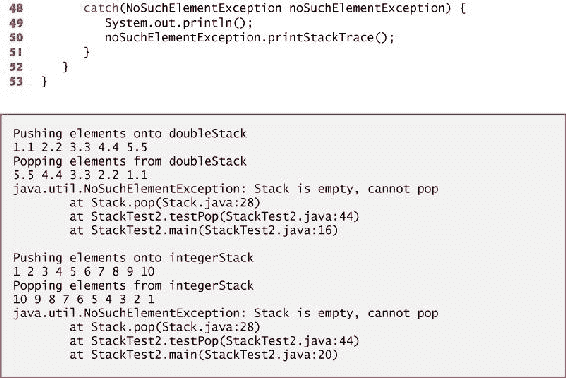 48 catch(NoSuchElementException noSuchElementException) {
49 System.out.println();
50 noSuchElementException.printStackTrace();
51 }
52 }
53 }
Pushing elements onto doubleStack
1.1 2.2 3.3 4.4 5.5
Popping elements from doubleStack
5.5 4.4 3.3 2.2 1.1
java.util.NoSuchElementException: Stack is empty, cannot pop
at Stack.pop(Stack.java:28)
at StackTest2.testPop(StackTest2.java:44)
at StackTest2.main(StackTest2.java:16)
Pushing elements onto integerStack
1 2 3 4 5 6 7 8 9 10
Popping elements from integerStack
10 9 8 7 6 5 4 3 2 1
java.util.NoSuchElementException: Stack is empty, cannot pop
at Stack.pop(Stack.java:28)
at StackTest2.testPop(StackTest2.java:44)
at StackTest2.main(StackTest2.java:20)